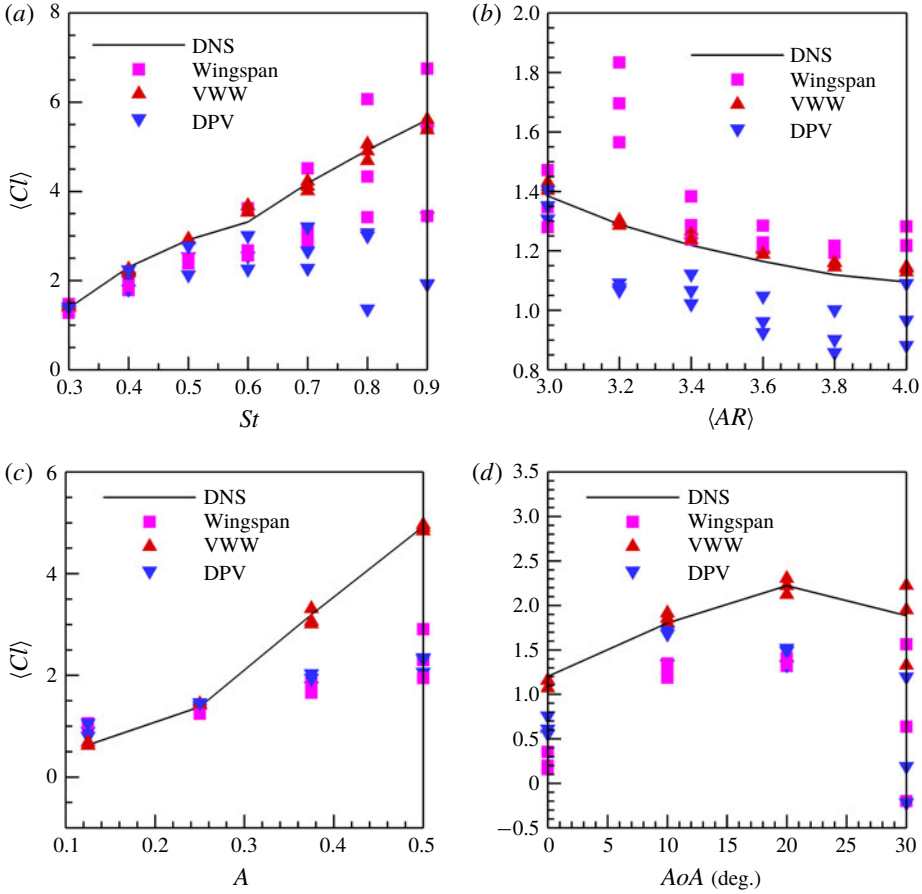 (a)
DNS
Wingspan
VWW
DPV
⟨Cl⟩
6
4
2
0
8
0.3 0.4 0.5 0.6 0.7 0.8 0.9
St
(b)
DNS
Wingspan
VWW
DPV
2.0
1.8
1.6
1.4
1.2
1.0
0.8
3.0 3.2 3.4 3.6 3.8 4.0
⟨AR⟩
(c)
DNS
Wingspan
VWW
DPV
⟨Cl⟩
6
4
2
0
0.1 0.2 0.3 0.4 0.5
A
(d)
DNS
Wingspan
VWW
DPV
3.5
3.0
2.5
2.0
1.5
1.0
0.5
0
−0.5
0 5 10 15 20 25 30
AoA (deg.)